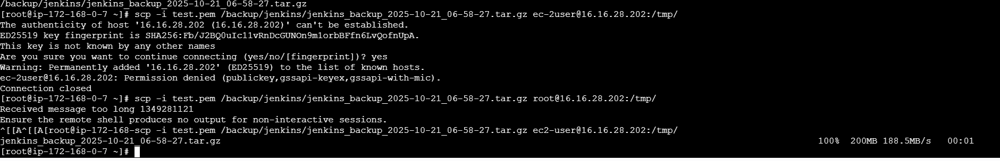 /backup/jenkins/jenkins_backup_2025-10-21_06-58-27.tar.gz
[root@ip-172-168-0-7 ~]# scp -i test.pem /backup/jenkins/jenkins_backup_2025-10-21_06-58-27.tar.gz ec-2user@16.16.28.202:/tmp/
The authenticity of host '16.16.28.202 (16.16.28.202)' can't be established.
ED25519 key fingerprint is SHA256:Fb/J2BQ0uIc11vRnDcGUNOn9m1orbBFfn6LvQofnUpA.
This key is not known by any other names
Are you sure you want to continue connecting (yes/no/[fingerprint])? yes
Warning: Permanently added '16.16.28.202' (ED25519) to the list of known hosts.
ec-2user@16.16.28.202: Permission denied (publickey,gssapi-keyex,gssapi-with-mic).
Connection closed
[root@ip-172-168-0-7 ~]# scp -i test.pem /backup/jenkins/jenkins_backup_2025-10-21_06-58-27.tar.gz root@16.16.28.202:/tmp/
Received message too long 1349281121
Ensure the remote shell produces no output for non-interactive sessions.
^[[A^[[A[root@ip-172-168-scp -i test.pem /backup/jenkins/jenkins_backup_2025-10-21_06-58-27.tar.gz ec2-user@16.16.28.202:/tmp/
jenkins_backup_2025-10-21_06-58-27.tar.gz 100% 200MB 188.5MB/s 00:01
[root@ip-172-168-0-7 ~]#